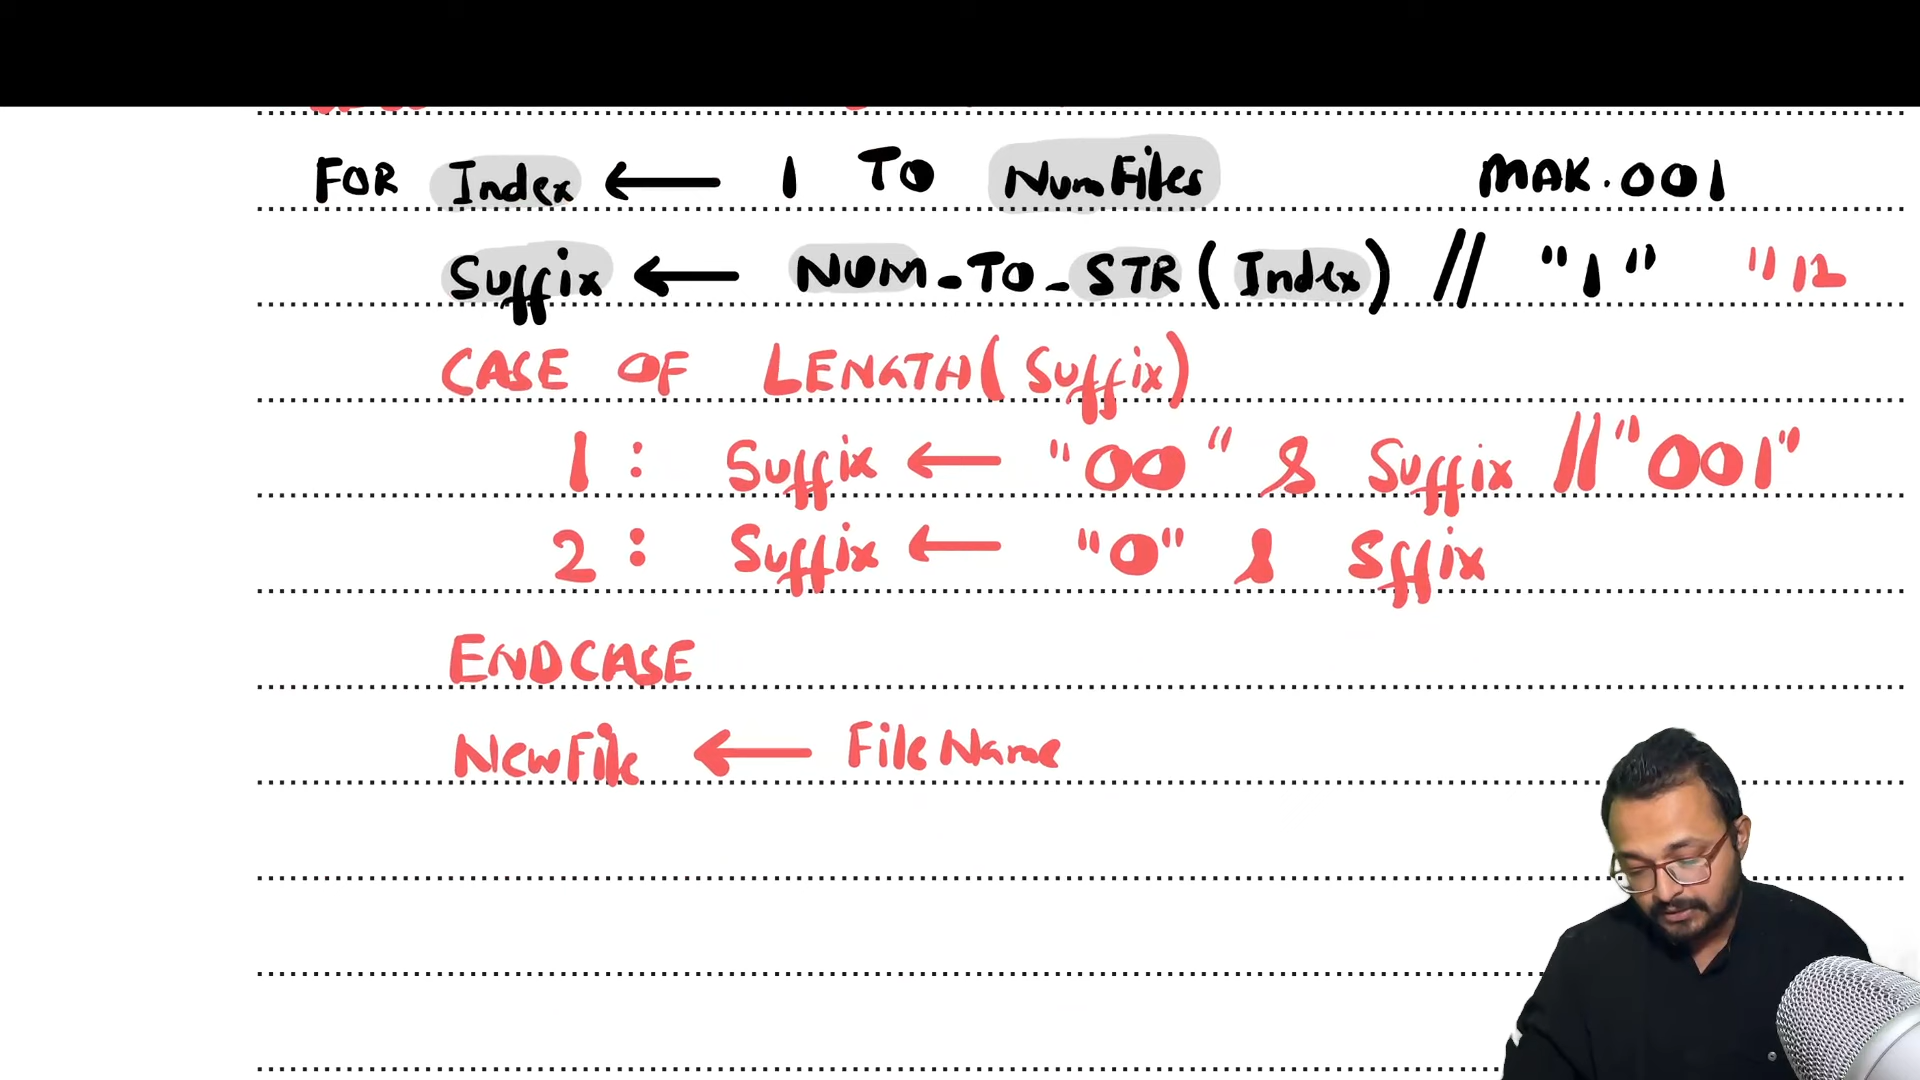 FOR Index ← 1 TO NumFiles MAK.001
Suffix ← NUM_TO_STR(Index) // "1" "12
CASE OF LENGTH(Suffix)
1 : Suffix ← "00" & Suffix // "001"
2 : Suffix ← "0" & Sffix
ENDCASE
NewFile ← FileName